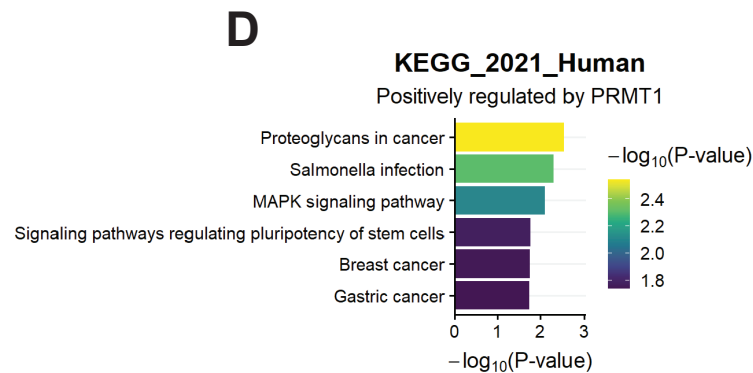 D
KEGG_2021_Human
Positively regulated by PRMT1
Proteoglycans in cancer
Salmonella infection
MAPK signaling pathway
Signaling pathways regulating pluripotency of stem cells
Breast cancer
Gastric cancer
0 1 2 3
−log₁₀(P-value)
−log₁₀(P-value)
2.4
2.2
2.0
1.8